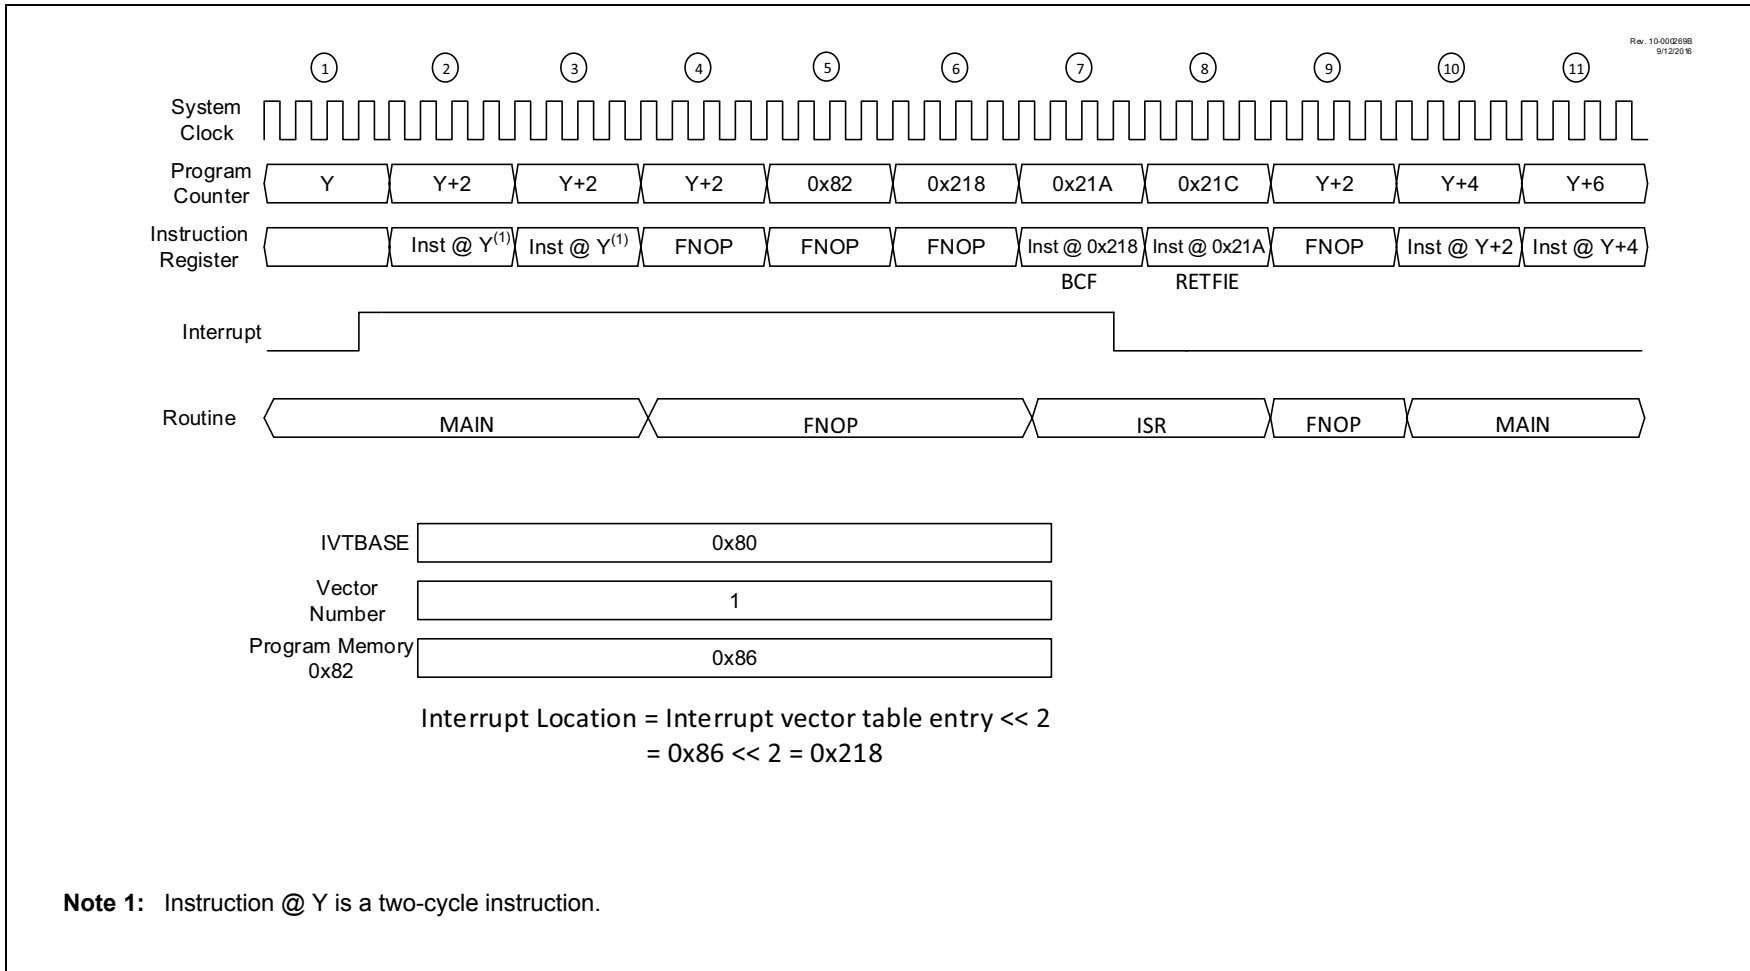 Rev. 10-000269B
9/12/2016
1 2 3 4 5 6 7 8 9 10 11
System
Clock
Program
Counter
Y Y+2 Y+2 Y+2 0x82 0x218 0x21A 0x21C Y+2 Y+4 Y+6
Instruction
Register
Inst @ Y(1) Inst @ Y(1) FNOP FNOP FNOP Inst @ 0x218 Inst @ 0x21A FNOP Inst @ Y+2 Inst @ Y+4
BCF RETFIE
Interrupt
Routine MAIN FNOP ISR FNOP MAIN
IVTBASE 0x80
Vector
Number
1
Program Memory
0x82
0x86
Interrupt Location = Interrupt vector table entry << 2
= 0x86 << 2 = 0x218
Note 1: Instruction @ Y is a two-cycle instruction.